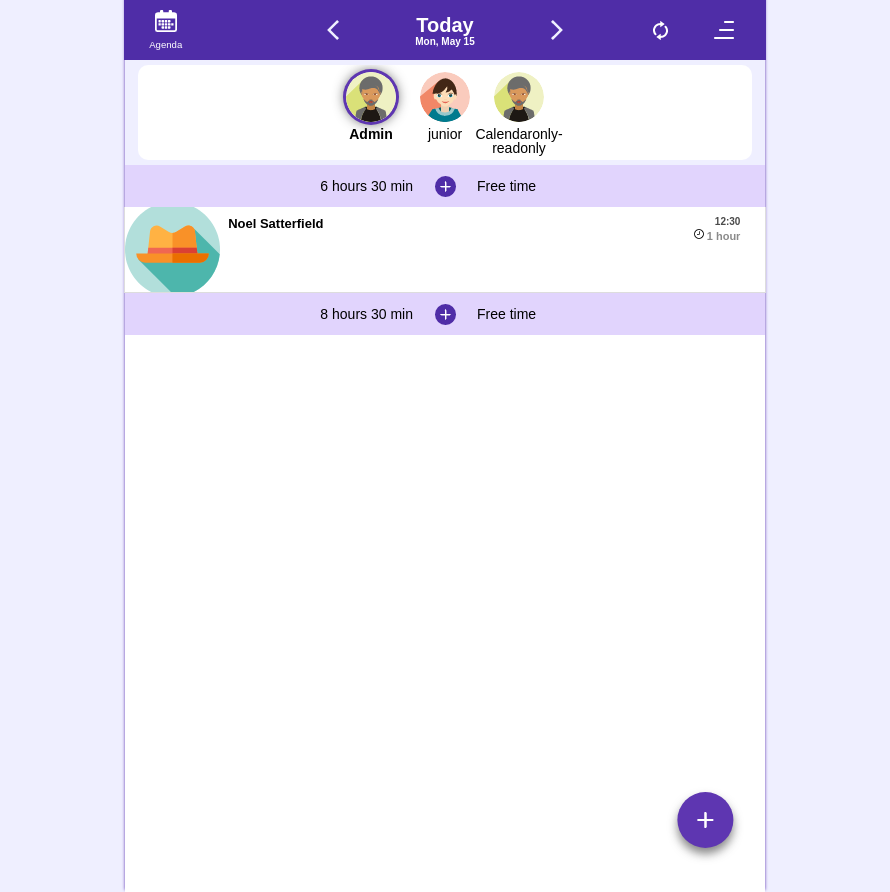 Agenda
Today
Mon, May 15
Admin
junior
Calendaronly-
readonly
6 hours 30 min
Free time
Noel Satterfield
12:30
1 hour
8 hours 30 min
Free time